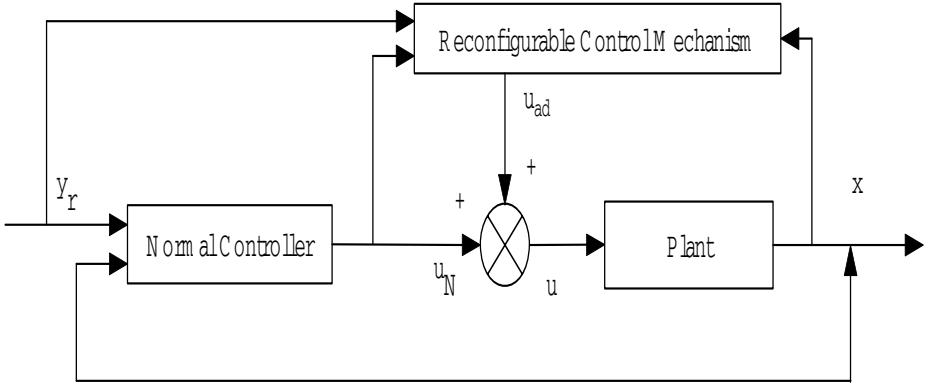 Reconfigurable Control Mechanism
u_ad
+
y_r
+
x
Normal Controller
Plant
u_N
u